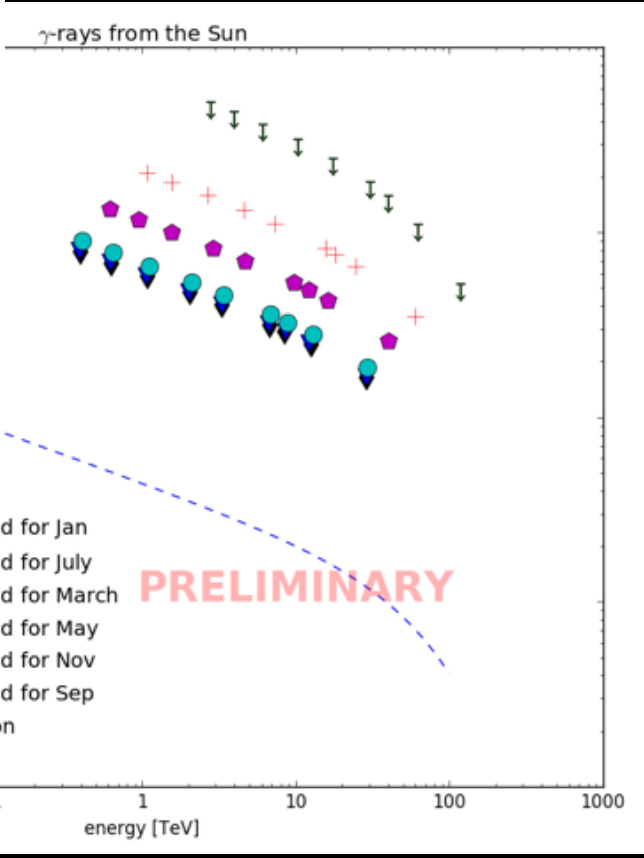 γ-rays from the Sun
d for Jan
d for July
d for March
d for May
d for Nov
d for Sep
on
PRELIMINARY
1 10 100 1000
energy [TeV]